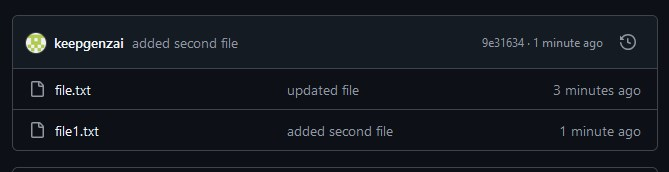 keepgenzai added second file 9e31634 · 1 minute ago
file.txt updated file 3 minutes ago
file1.txt added second file 1 minute ago